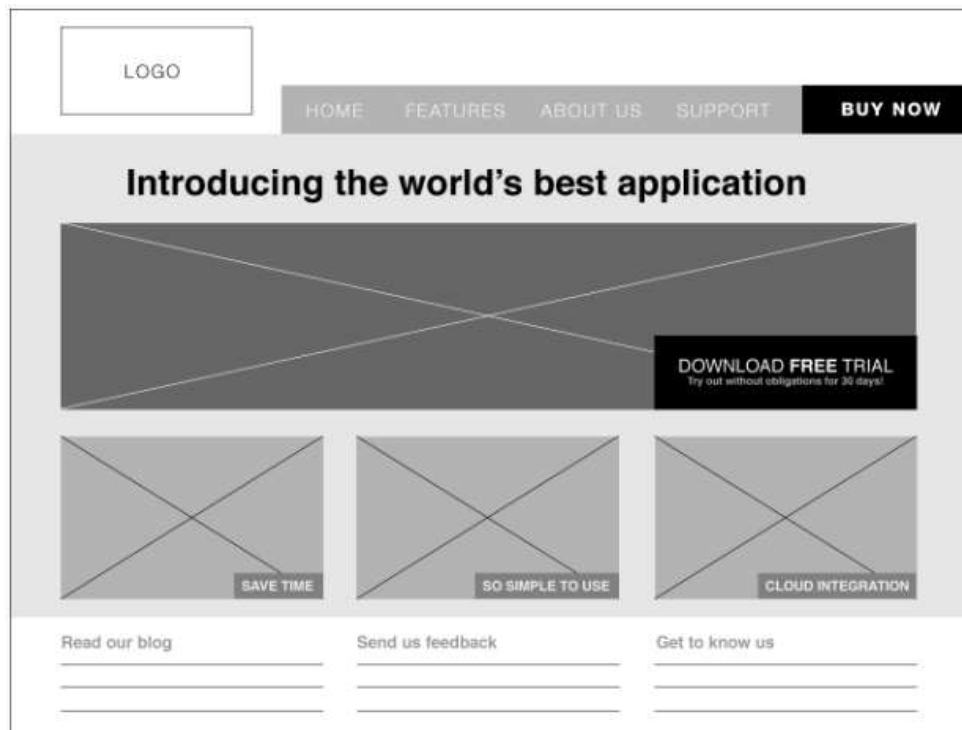 LOGO
HOME FEATURES ABOUT US SUPPORT BUY NOW
Introducing the world's best application
DOWNLOAD FREE TRIAL
Try out without obligations for 30 days!
SAVE TIME
SO SIMPLE TO USE
CLOUD INTEGRATION
Read our blog
Send us feedback
Get to know us